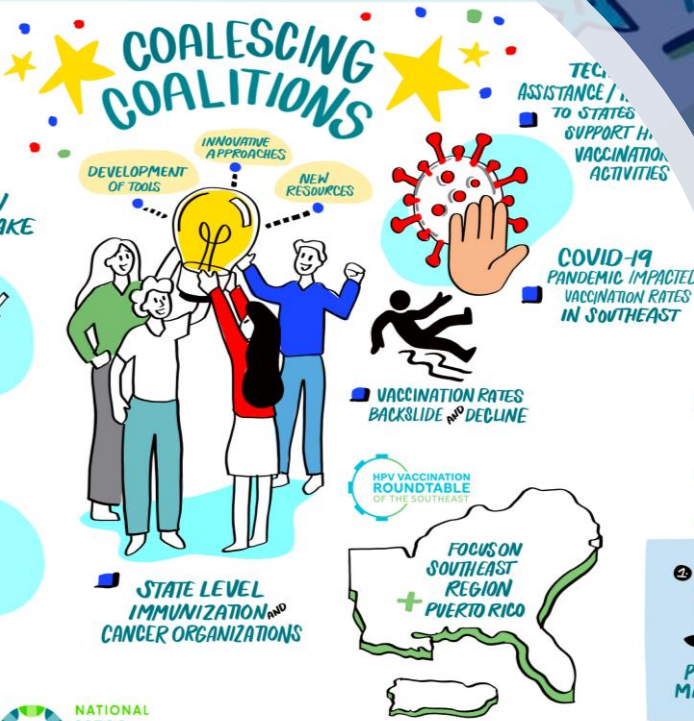 COALESCING
COALITIONS
INNOVATIVE
APPROACHES
DEVELOPMENT
OF TOOLS
NEW
RESOURCES
STATE LEVEL
IMMUNIZATION AND
CANCER ORGANIZATIONS
ASSISTANCE /
TO STATES
SUPPORT
VACCINATION
ACTIVITIES
COVID-19
PANDEMIC IMPACTED
VACCINATION RATES
IN SOUTHEAST
VACCINATION RATES
BACKSLIDE AND DECLINE
HPV VACCINATION
ROUNDTABLE
OF THE SOUTHEAST
FOCUS ON
SOUTHEAST
REGION
+ PUERTO RICO
NATIONAL
1